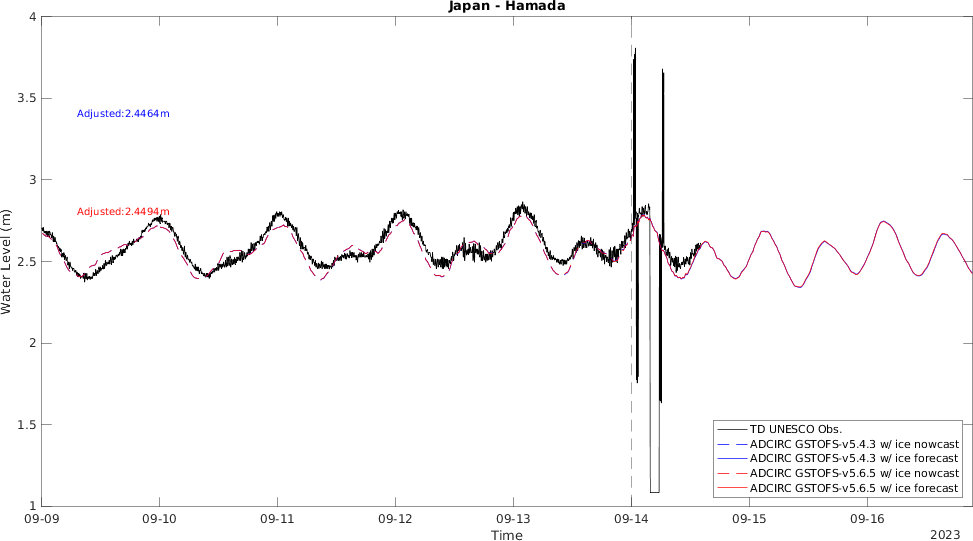 Japan - Hamada
4
3.5
3
2.5
2
1.5
1
Water Level (m)
Adjusted:2.4464m
Adjusted:2.4494m
TD UNESCO Obs.
ADCIRC GSTOFS-v5.4.3 w/ ice nowcast
ADCIRC GSTOFS-v5.4.3 w/ ice forecast
ADCIRC GSTOFS-v5.6.5 w/ ice nowcast
ADCIRC GSTOFS-v5.6.5 w/ ice forecast
09-09 09-10 09-11 09-12 09-13 09-14 09-15 09-16
Time
2023